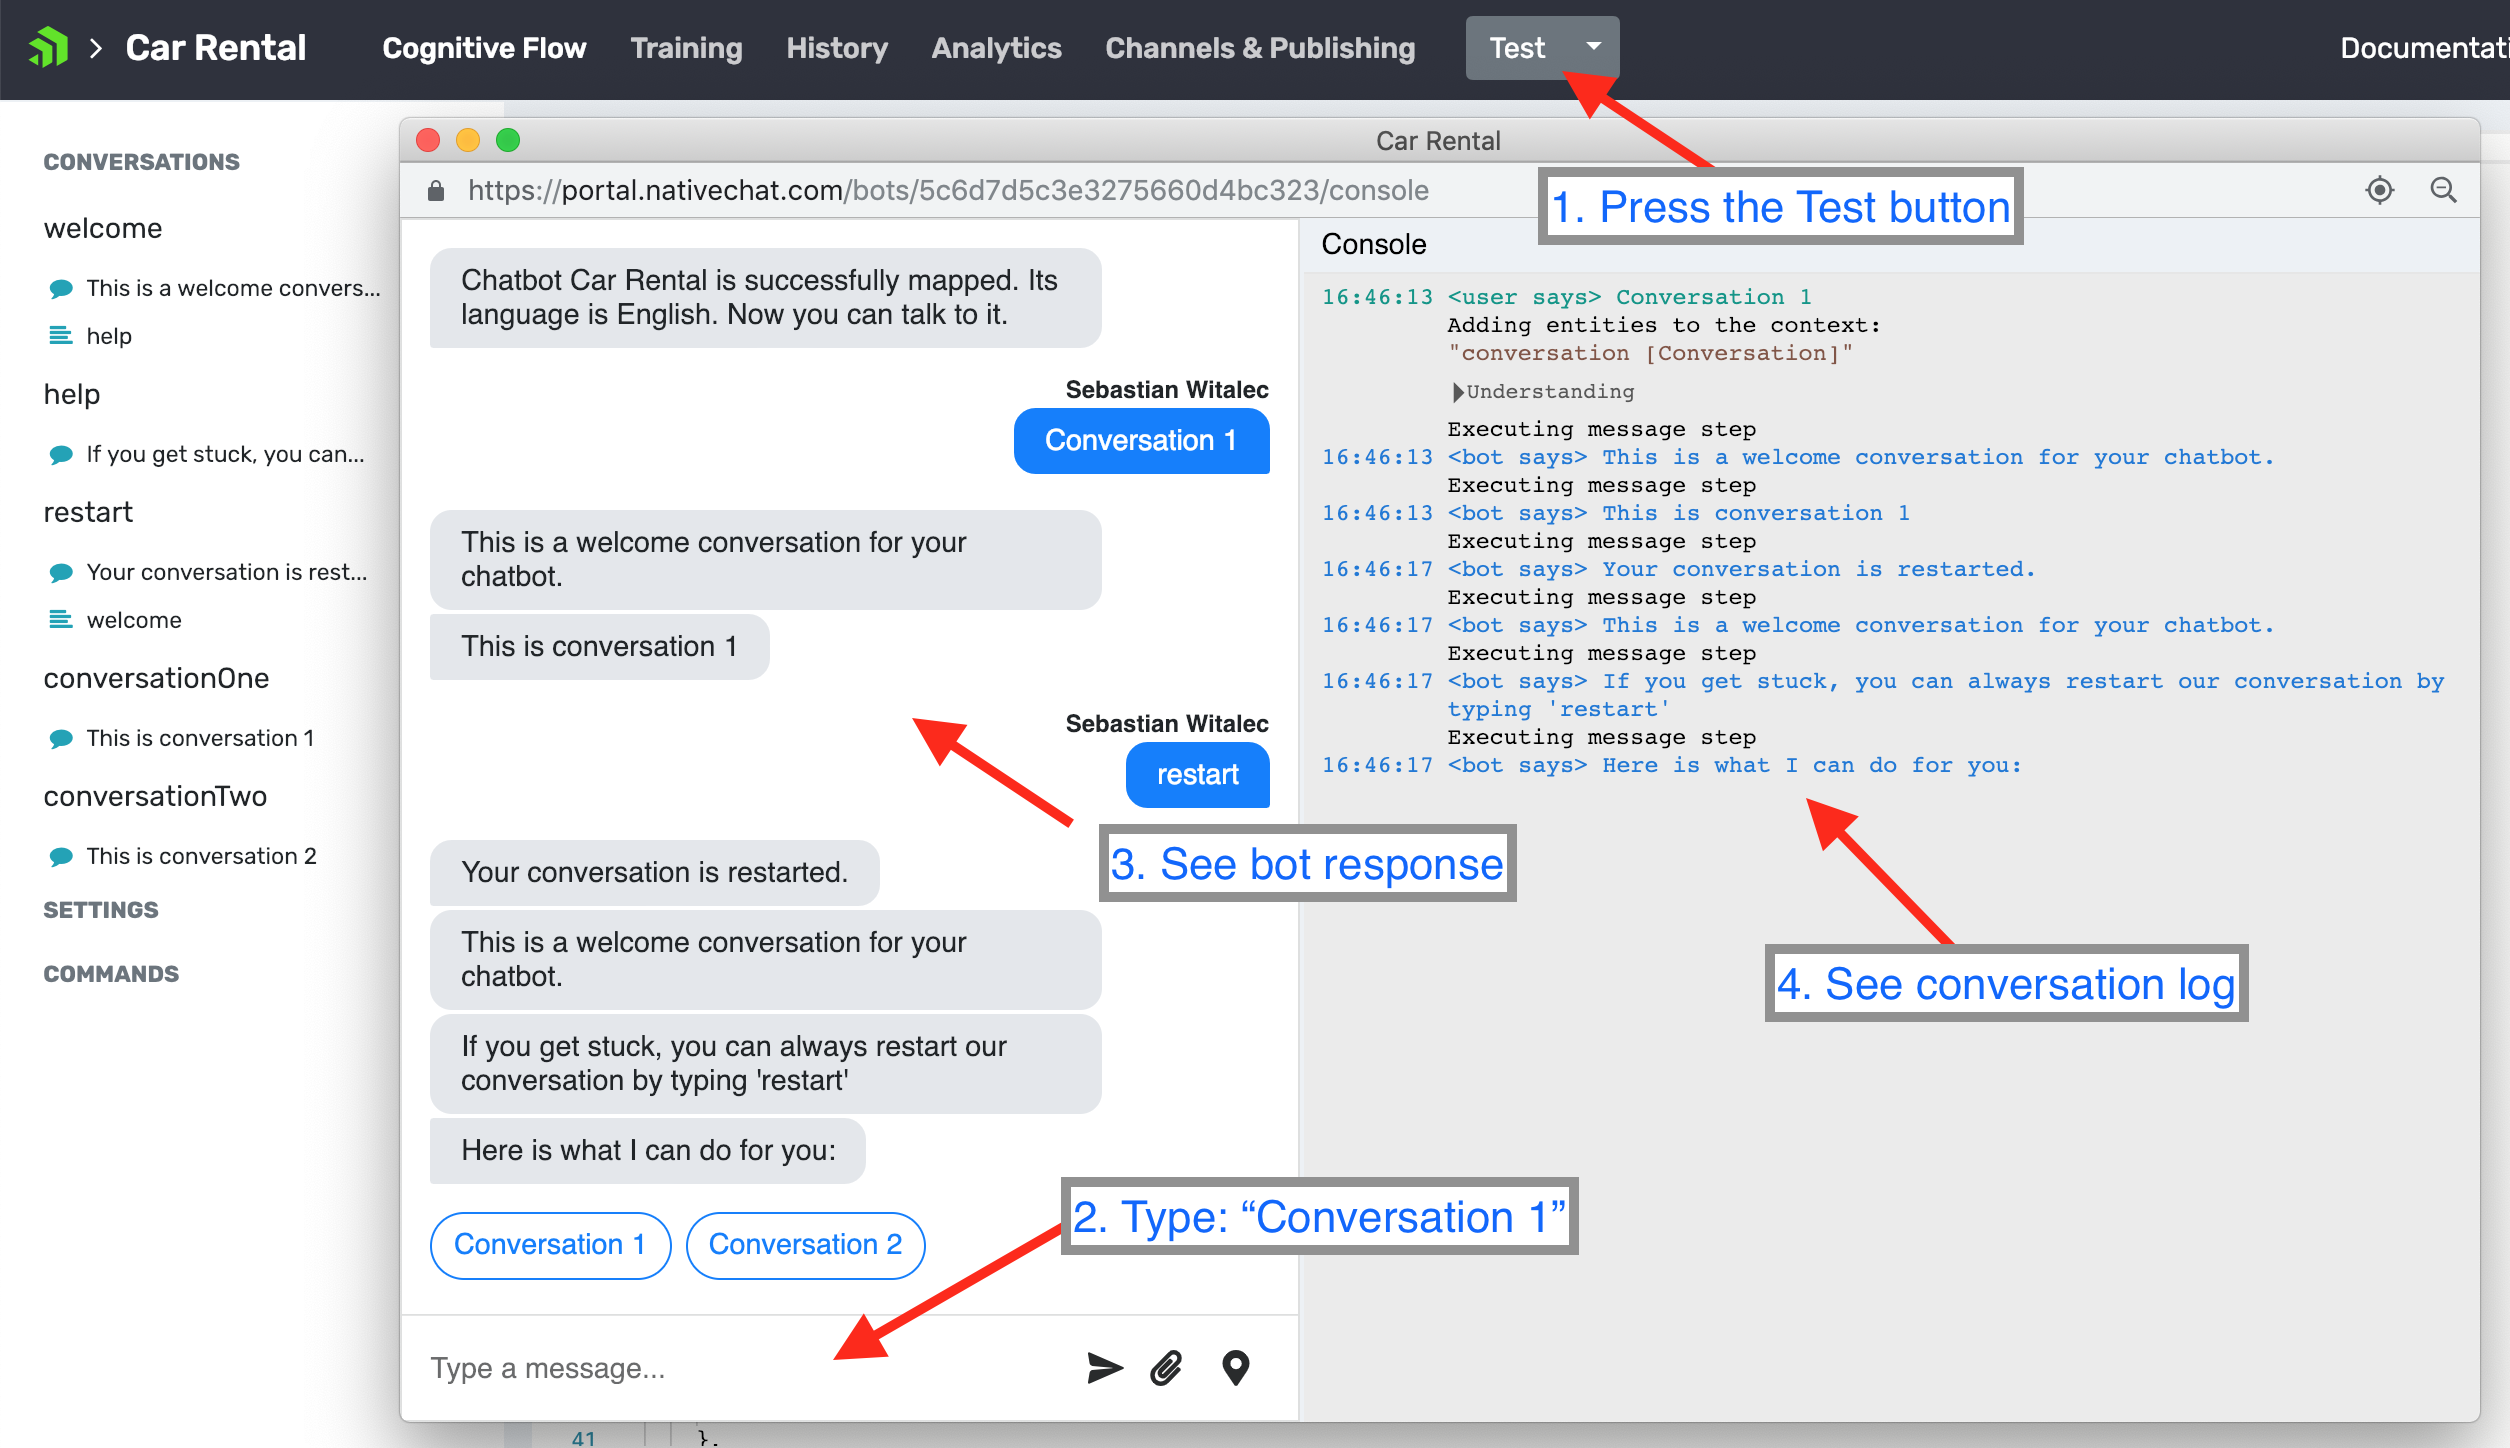 Car Rental
Cognitive Flow
Training
History
Analytics
Channels & Publishing
Test
CONVERSATIONS
welcome
This is a welcome convers...
help
help
If you get stuck, you can...
restart
Your conversation is rest...
welcome
conversationOne
This is conversation 1
conversationTwo
This is conversation 2
SETTINGS
COMMANDS
Car Rental
https://portal.nativechat.com/bots/5c6d7d5c3e3275660d4bc323/console
1. Press the Test button
Chatbot Car Rental is successfully mapped. Its
language is English. Now you can talk to it.
Sebastian Witalec
Conversation 1
This is a welcome conversation for your
chatbot.
This is conversation 1
Sebastian Witalec
restart
3. See bot response
Your conversation is restarted.
This is a welcome conversation for your
chatbot.
If you get stuck, you can always restart our
conversation by typing 'restart'
Here is what I can do for you:
2. Type: “Conversation 1”
Conversation 1
Conversation 2
Type a message...
Console
16:46:13 <user says> Conversation 1
Adding entities to the context:
"conversation [Conversation]"
Understanding
Executing message step
16:46:13 <bot says> This is a welcome conversation for your chatbot.
Executing message step
16:46:13 <bot says> This is conversation 1
Executing message step
16:46:17 <bot says> Your conversation is restarted.
Executing message step
16:46:17 <bot says> This is a welcome conversation for your chatbot.
Executing message step
16:46:17 <bot says> If you get stuck, you can always restart our conversation by
typing 'restart'
Executing message step
16:46:17 <bot says> Here is what I can do for you:
4. See conversation log
41 },